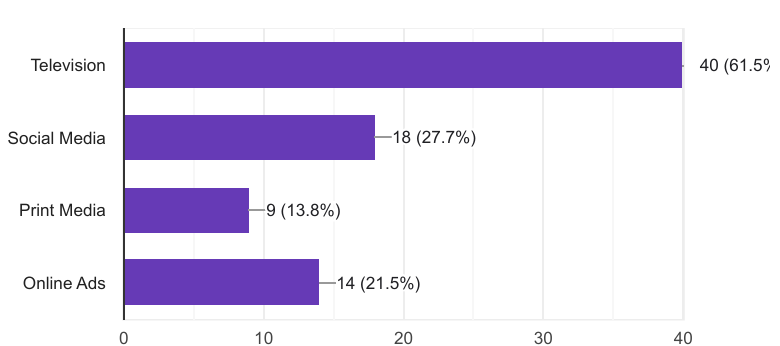 Television
40 (61.5%
Social Media
18 (27.7%)
Print Media
9 (13.8%)
Online Ads
14 (21.5%)
0 10 20 30 40